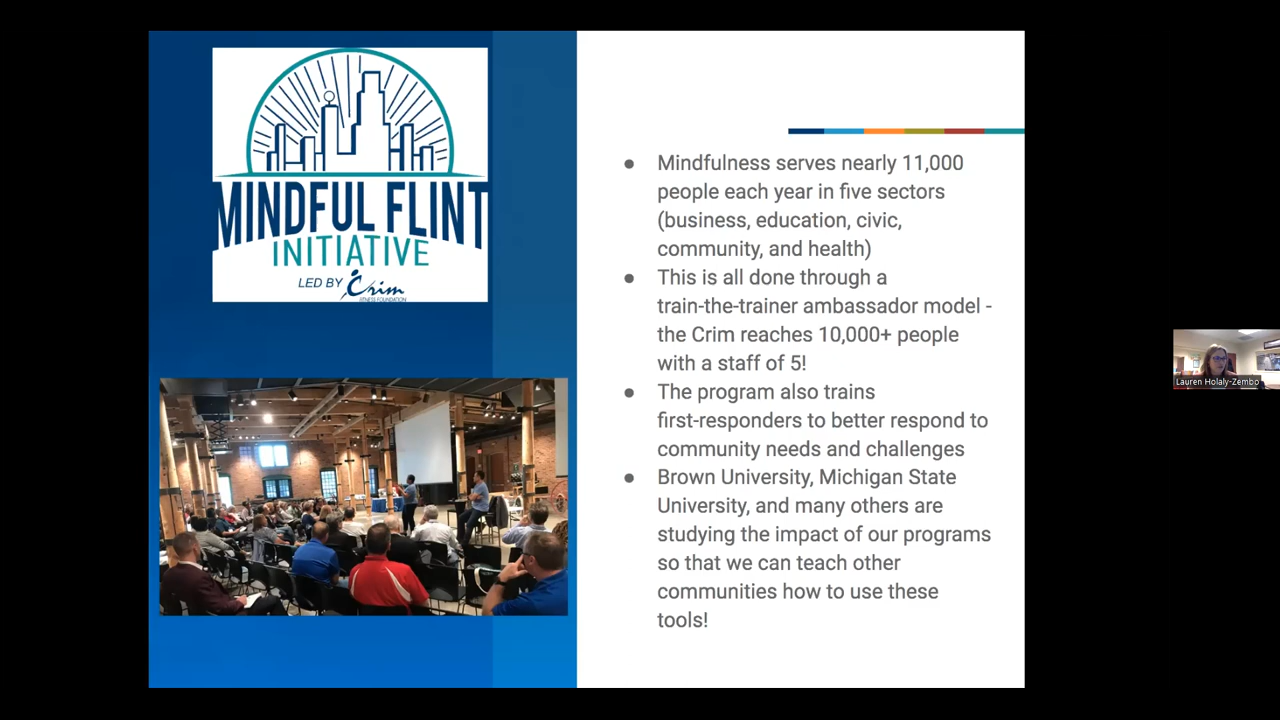 MINDFUL FLINT
INITIATIVE
LED BY Crim
FITNESS FOUNDATION
● Mindfulness serves nearly 11,000
people each year in five sectors
(business, education, civic,
community, and health)
● This is all done through a
train-the-trainer ambassador model -
the Crim reaches 10,000+ people
with a staff of 5!
● The program also trains
first-responders to better respond to
community needs and challenges
● Brown University, Michigan State
University, and many others are
studying the impact of our programs
so that we can teach other
communities how to use these
tools!
Lauren Holaly-Zembo